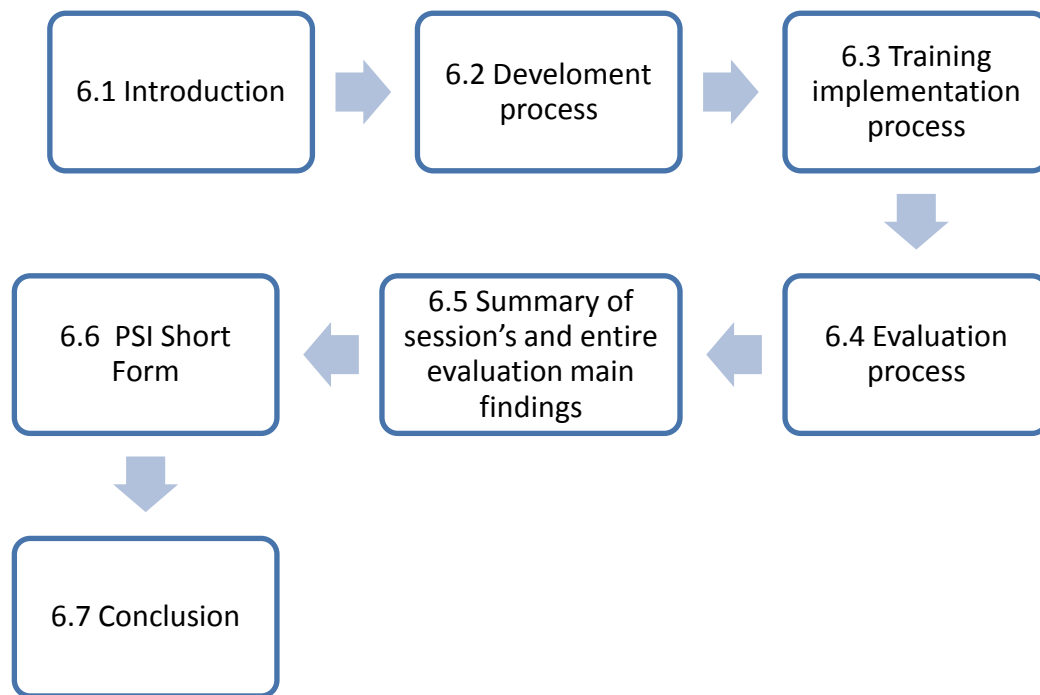 6.1 Introduction
6.2 Develoment
process
6.3 Training
implementation
process
6.4 Evaluation
process
6.5 Summary of
session’s and entire
evaluation main
findings
6.6 PSI Short
Form
6.7 Conclusion